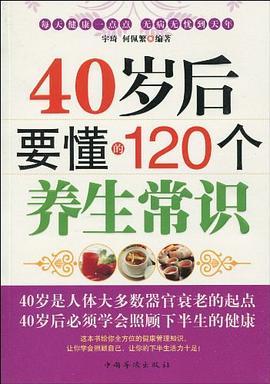 每天健康一点点 无病无忧到天年
宇琦 何佩繁 编著
40岁后
要懂的120个
养生常识
40岁是人体大多数器官衰老的起点
40岁后必须学会照顾下半生的健康
这本书给你全方位的健康管理知识,
让你学会照顾自己,让你的下半生活力十足!
中国华侨出版社